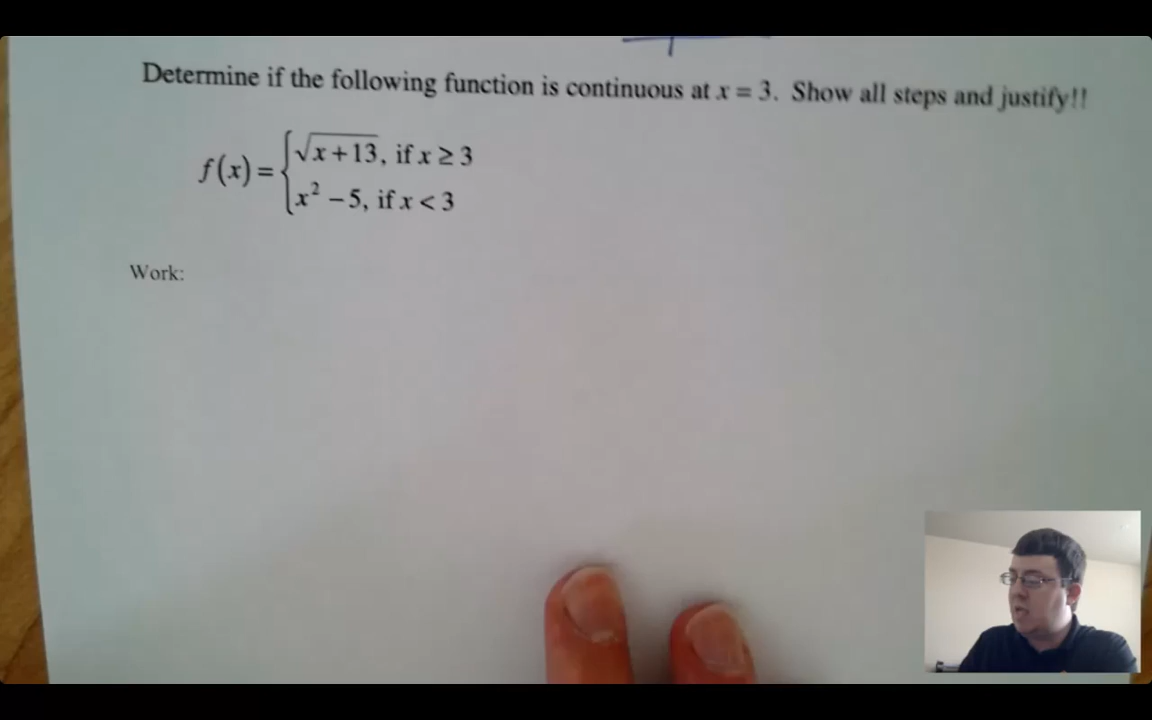 Determine if the following function is continuous at x = 3. Show all steps and justify!!
f(x) = { √x+13, if x ≥ 3
x² − 5, if x < 3
Work: